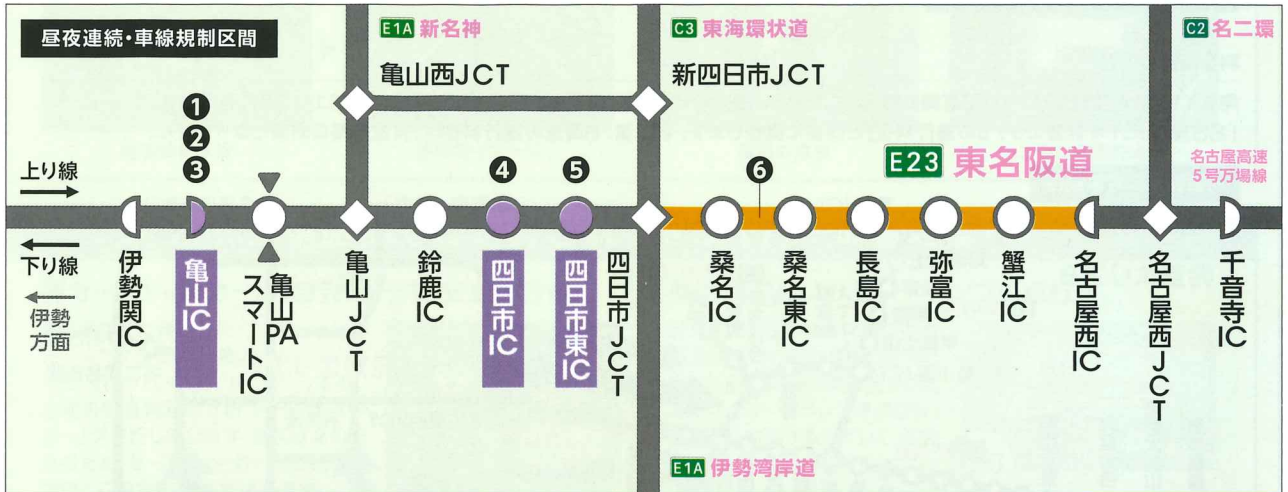 昼夜連続・車線規制区間
E1A 新名神
C3 東海環状道
C2 名二環
亀山西JCT
新四日市JCT
❶
❷
❸
❹
❺
❻
E23 東名阪道
名古屋高速
5号万場線
上り線
下り線
伊勢
方面
伊勢関IC
亀山IC
亀山PA
スマートIC
亀山JCT
鈴鹿IC
四日市IC
四日市東IC
四日市JCT
桑名IC
桑名東IC
長島IC
弥富IC
蟹江IC
名古屋西IC
名古屋西JCT
千音寺IC
E1A 伊勢湾岸道